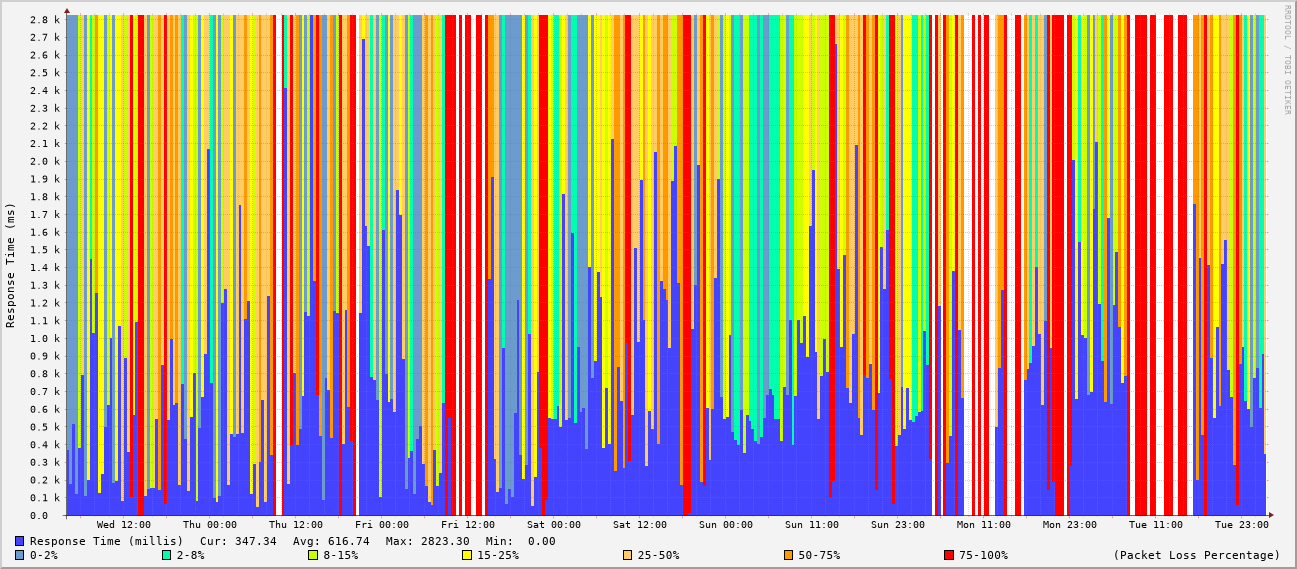 2.8 k
2.7 k
2.6 k
2.5 k
2.4 k
2.3 k
2.2 k
2.1 k
2.0 k
1.9 k
1.8 k
1.7 k
1.6 k
1.5 k
1.4 k
1.3 k
1.2 k
1.1 k
1.0 k
0.9 k
0.8 k
0.7 k
0.6 k
0.5 k
0.4 k
0.3 k
0.2 k
0.1 k
0.0
Response Time (ms)
RRDTOOL / TOBI OETIKER
Wed 12:00 Thu 00:00 Thu 12:00 Fri 00:00 Fri 12:00 Sat 00:00 Sat 12:00 Sun 00:00 Sun 11:00 Sun 23:00 Mon 11:00 Mon 23:00 Tue 11:00 Tue 23:00
Response Time (millis) Cur: 347.34 Avg: 616.74 Max: 2823.30 Min: 0.00
0-2% 2-8% 8-15% 15-25% 25-50% 50-75% 75-100% (Packet Loss Percentage)